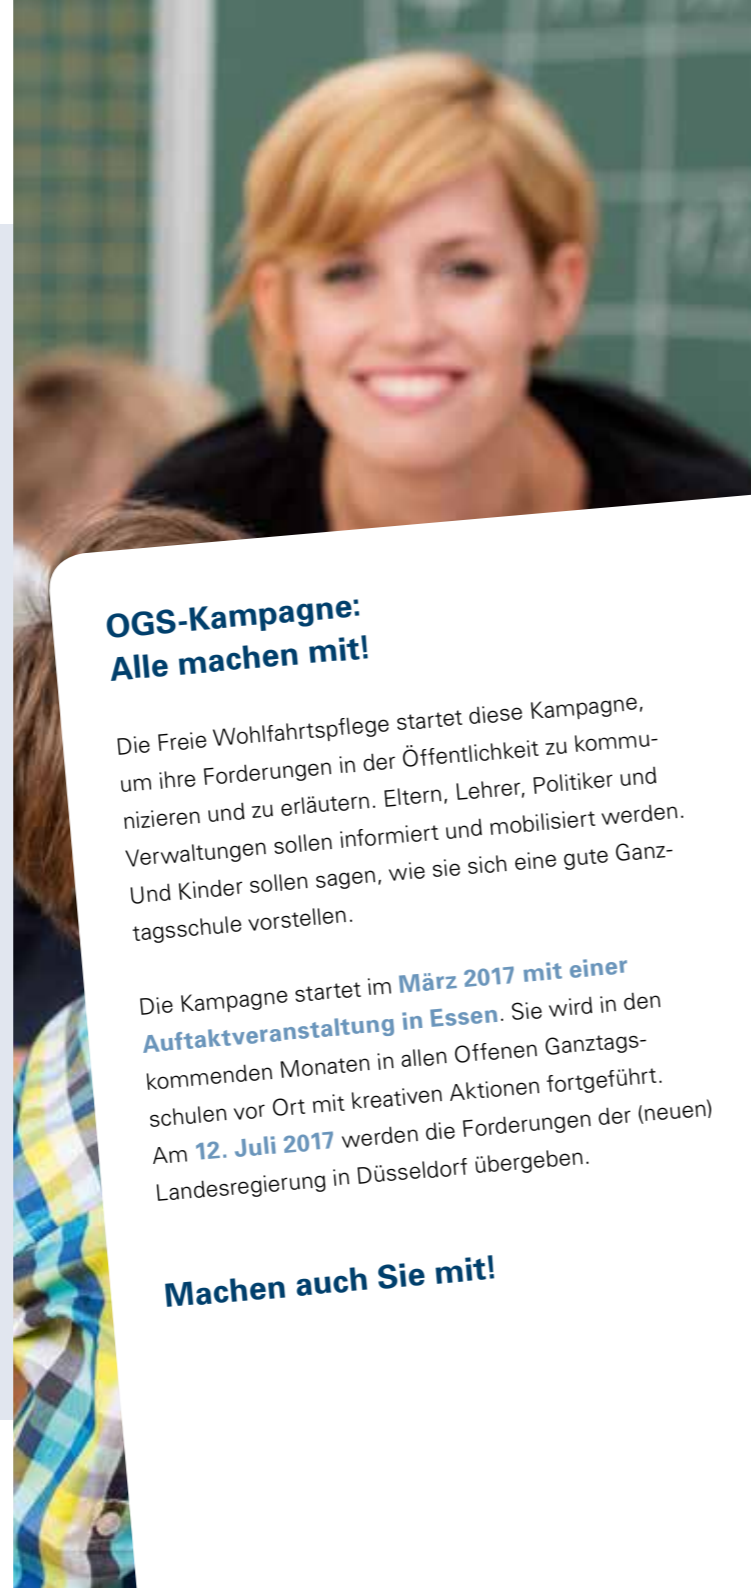 OGS-Kampagne:
Alle machen mit!
Die Freie Wohlfahrtspflege startet diese Kampagne,
um ihre Forderungen in der Öffentlichkeit zu kommu-
nizieren und zu erläutern. Eltern, Lehrer, Politiker und
Verwaltungen sollen informiert und mobilisiert werden.
Und Kinder sollen sagen, wie sie sich eine gute Ganz-
tagsschule vorstellen.
Die Kampagne startet im März 2017 mit einer
Auftaktveranstaltung in Essen. Sie wird in den
kommenden Monaten in allen Offenen Ganztags-
schulen vor Ort mit kreativen Aktionen fortgeführt.
Am 12. Juli 2017 werden die Forderungen der (neuen)
Landesregierung in Düsseldorf übergeben.
Machen auch Sie mit!